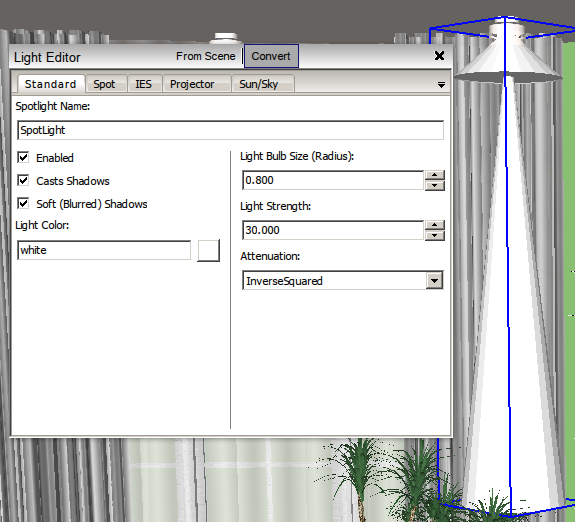 Light Editor From Scene Convert
Standard Spot IES Projector Sun/Sky
Spotlight Name:
SpotLight
Enabled
Casts Shadows
Soft (Blurred) Shadows
Light Color:
white
Light Bulb Size (Radius):
0.800
Light Strength:
30.000
Attenuation:
InverseSquared